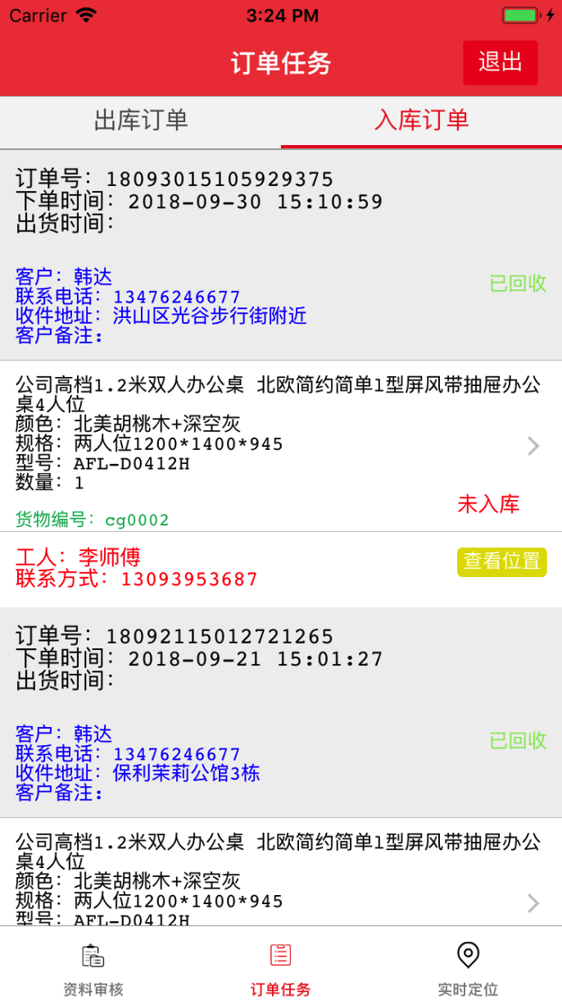 Carrier 3:24 PM
订单任务 退出
出库订单 入库订单
订单号：18093015105929375
下单时间：2018-09-30 15:10:59
出货时间：
客户：韩达
联系电话：13476246677
收件地址：洪山区光谷步行街附近
客户备注：
已回收
公司高档1.2米双人办公桌 北欧简约简单l型屏风带抽屉办公
桌4人位
颜色：北美胡桃木+深空灰
规格：两人位1200*1400*945
型号：AFL-D0412H
数量：1
未入库
货物编号：cg0002
工人：李师傅
联系方式：13093953687
查看位置
订单号：18092115012721265
下单时间：2018-09-21 15:01:27
出货时间：
客户：韩达
联系电话：13476246677
收件地址：保利茉莉公馆3栋
客户备注：
已回收
公司高档1.2米双人办公桌 北欧简约简单l型屏风带抽屉办公
桌4人位
颜色：北美胡桃木+深空灰
规格：两人位1200*1400*945
型号：AFL-D0412H
资料审核 订单任务 实时定位